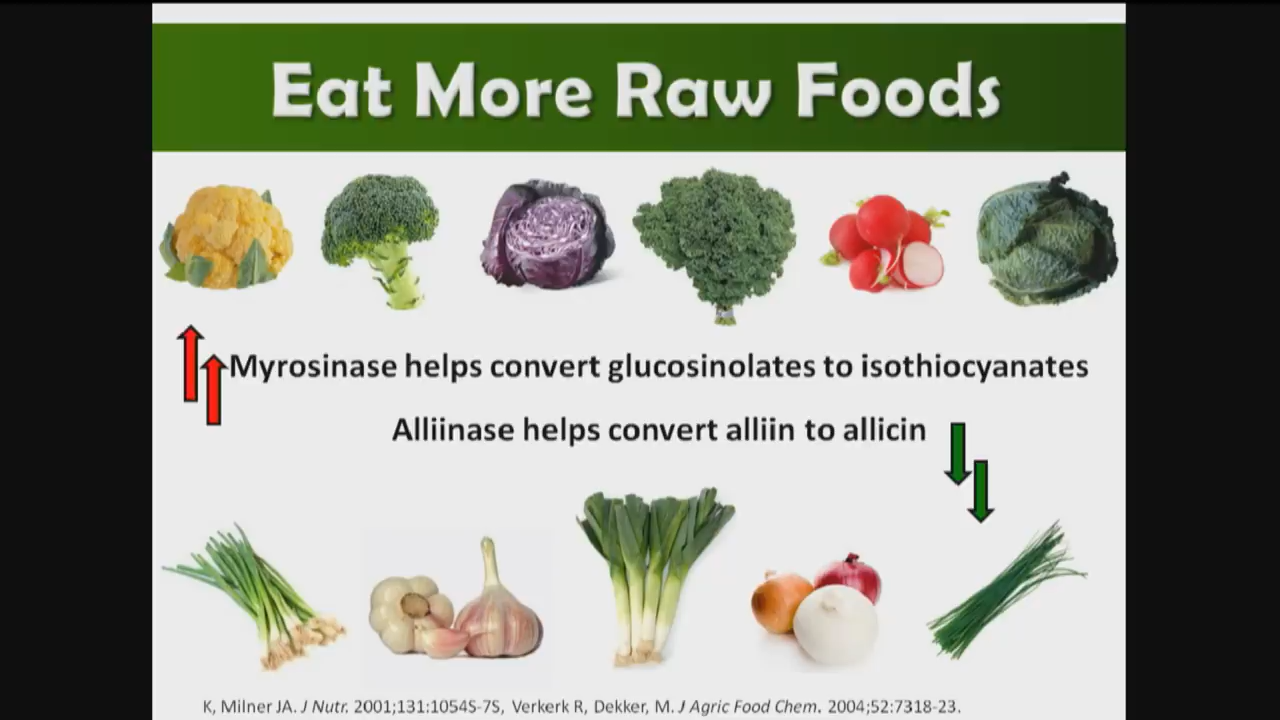 Eat More Raw Foods
Myrosinase helps convert glucosinolates to isothiocyanates
Alliinase helps convert alliin to allicin
K, Milner JA. J Nutr. 2001;131:1054S-7S, Verkerk R, Dekker, M. J Agric Food Chem. 2004;52:7318-23.